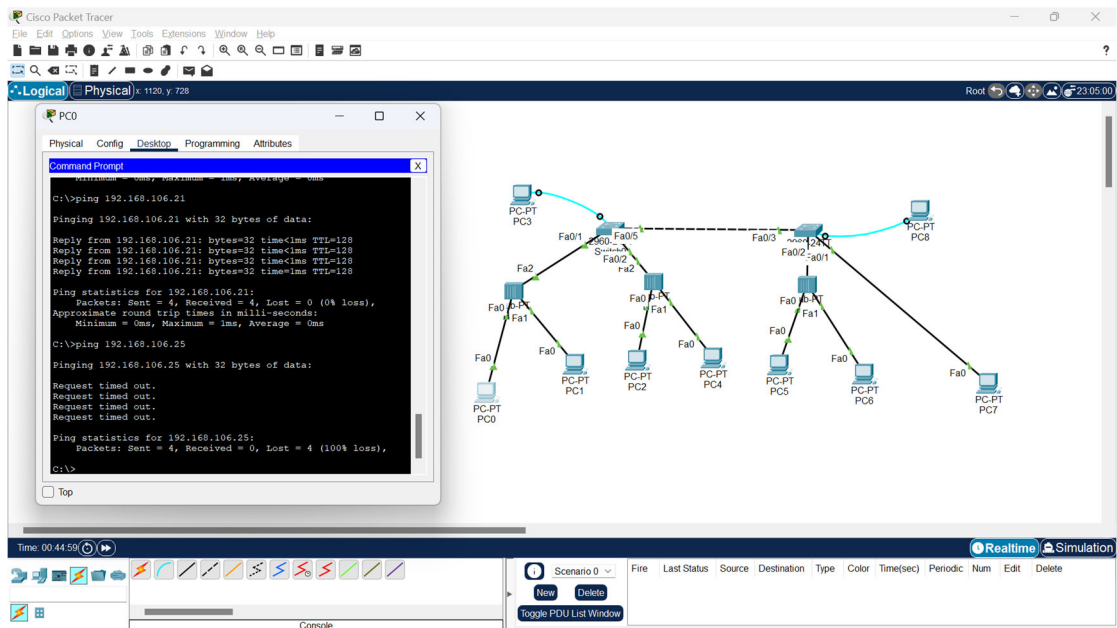 Cisco Packet Tracer
File Edit Options View Tools Extensions Window Help
?
Logical Physical x: 1120, y: 728
Root 23:05:00
PC0
Physical Config Desktop Programming Attributes
Command Prompt X
Minimum = 0ms, Maximum = 1ms, Average = 0ms
C:\>ping 192.168.106.21
Pinging 192.168.106.21 with 32 bytes of data:
Reply from 192.168.106.21: bytes=32 time<1ms TTL=128
Reply from 192.168.106.21: bytes=32 time<1ms TTL=128
Reply from 192.168.106.21: bytes=32 time<1ms TTL=128
Reply from 192.168.106.21: bytes=32 time=1ms TTL=128
Ping statistics for 192.168.106.21:
Packets: Sent = 4, Received = 4, Lost = 0 (0% loss),
Approximate round trip times in milli-seconds:
Minimum = 0ms, Maximum = 1ms, Average = 0ms
C:\>ping 192.168.106.25
Pinging 192.168.106.25 with 32 bytes of data:
Request timed out.
Request timed out.
Request timed out.
Request timed out.
Ping statistics for 192.168.106.25:
Packets: Sent = 4, Received = 0, Lost = 4 (100% loss),
C:\>
Top
PC-PT
PC3
PC-PT
PC8
Fa0/1
Fa0/5
Fa0/3
Fa0/2
Fa0/2
Fa0/1
Fa2
Fa2
Fa0
Fa1
Fa0
Fa1
Fa0
Fa1
Fa0
Fa0
Fa0
Fa0
Fa0
Fa0
Fa0
PC-PT
PC0
PC-PT
PC1
PC-PT
PC2
PC-PT
PC4
PC-PT
PC5
PC-PT
PC6
PC-PT
PC7
Time: 00:44:59
Realtime Simulation
Scenario 0
New Delete
Toggle PDU List Window
Fire Last Status Source Destination Type Color Time(sec) Periodic Num Edit Delete
Console